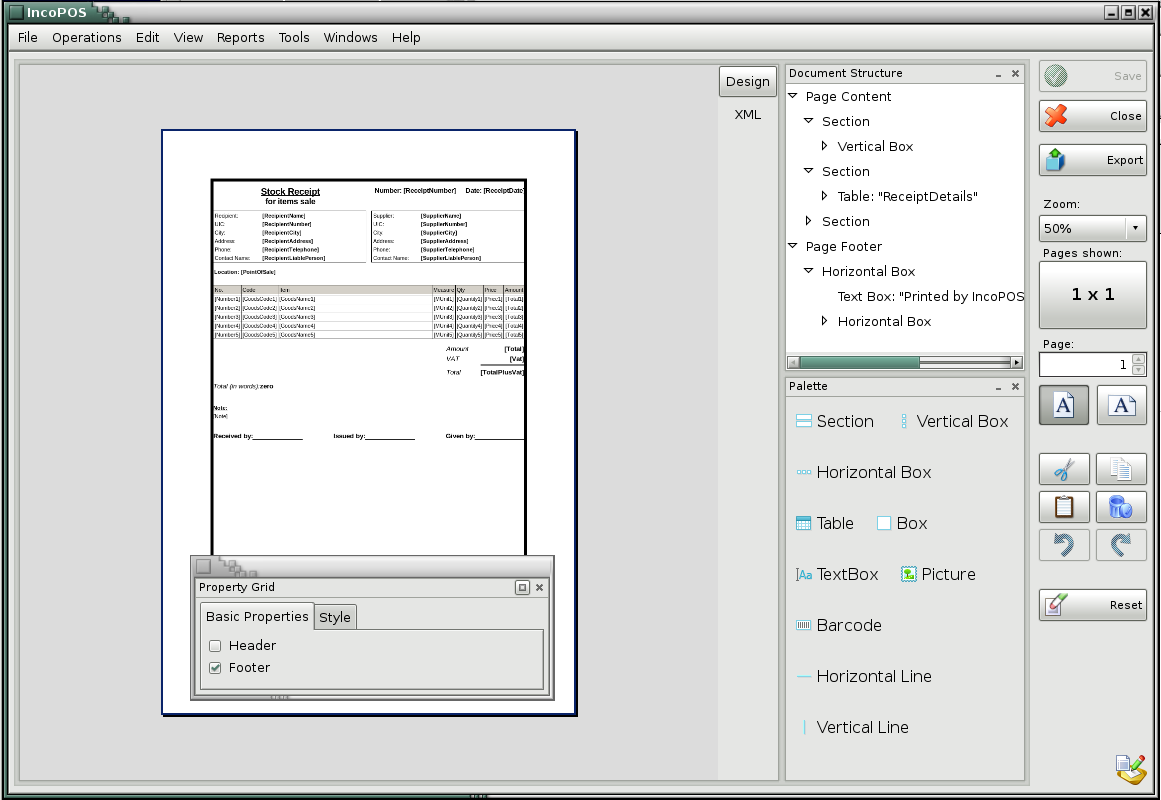 IncoPOS
File Operations Edit View Reports Tools Windows Help
Design
XML
Stock Receipt
for items sale
Number: [ReceiptNumber] Date: [ReceiptDate]
Recipient: [RecipientName] Supplier: [SupplierName]
UIC: [RecipientNumber] UIC: [SupplierNumber]
City: [RecipientCity] City: [SupplierCity]
Address [RecipientAddress] Address [SupplierAddress]
Phone: [RecipientTelephone] Phone: [SupplierTelephone]
Contact Name: [RecipientLiablePerson] Contact Name: [SupplierLiablePerson]
Location: [PointOfSale]
No. Code Item Measure Qty Price Amount
[Number1] [GoodsCode1] [GoodsName1] [MUnit1] [Quantity1] [Price1] [Total1]
[Number2] [GoodsCode2] [GoodsName2] [MUnit2] [Quantity2] [Price2] [Total2]
[Number3] [GoodsCode3] [GoodsName3] [MUnit3] [Quantity3] [Price3] [Total3]
[Number4] [GoodsCode4] [GoodsName4] [MUnit4] [Quantity4] [Price4] [Total4]
[Number5] [GoodsCode5] [GoodsName5] [MUnit5] [Quantity5] [Price5] [Total5]
Amount [Total]
VAT [Vat]
Total [TotalPlusVat]
Total (in words):zero
Note:
[Note]
Received by: Issued by: Given by:
Property Grid
Basic Properties Style
Header
Footer
Document Structure
Page Content
Section
Vertical Box
Section
Table: "ReceiptDetails"
Section
Page Footer
Horizontal Box
Text Box: "Printed by IncoPOS
Horizontal Box
Palette
Section Vertical Box
Horizontal Box
Table Box
Aa TextBox Picture
Barcode
Horizontal Line
Vertical Line
Save
Close
Export
Zoom:
50%
Pages shown:
1 x 1
Page:
1
A A
Reset